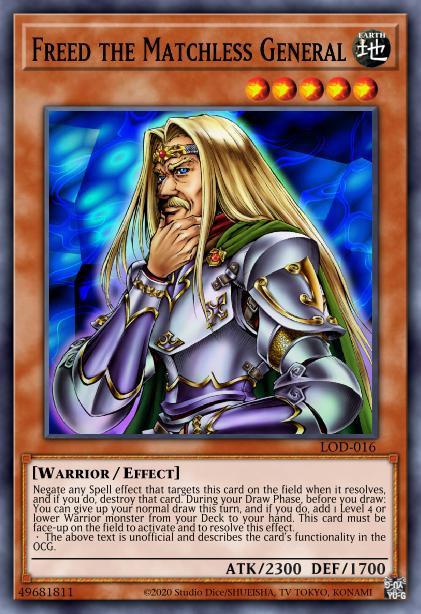 FREED THE MATCHLESS GENERAL
EARTH
地
LOD-016
[WARRIOR / EFFECT]
Negate any Spell effect that targets this card on the field when it resolves,
and if you do, destroy that card. During your Draw Phase, before you draw:
You can give up your normal draw this turn, and if you do, add 1 Level 4 or
lower Warrior monster from your Deck to your hand. This card must be
face-up on the field to activate and to resolve this effect.
· The above text is unofficial and describes the card's functionality in the
OCG.
ATK/2300 DEF/1700
49681811 ©2020 Studio Dice/SHUEISHA, TV TOKYO, KONAMI